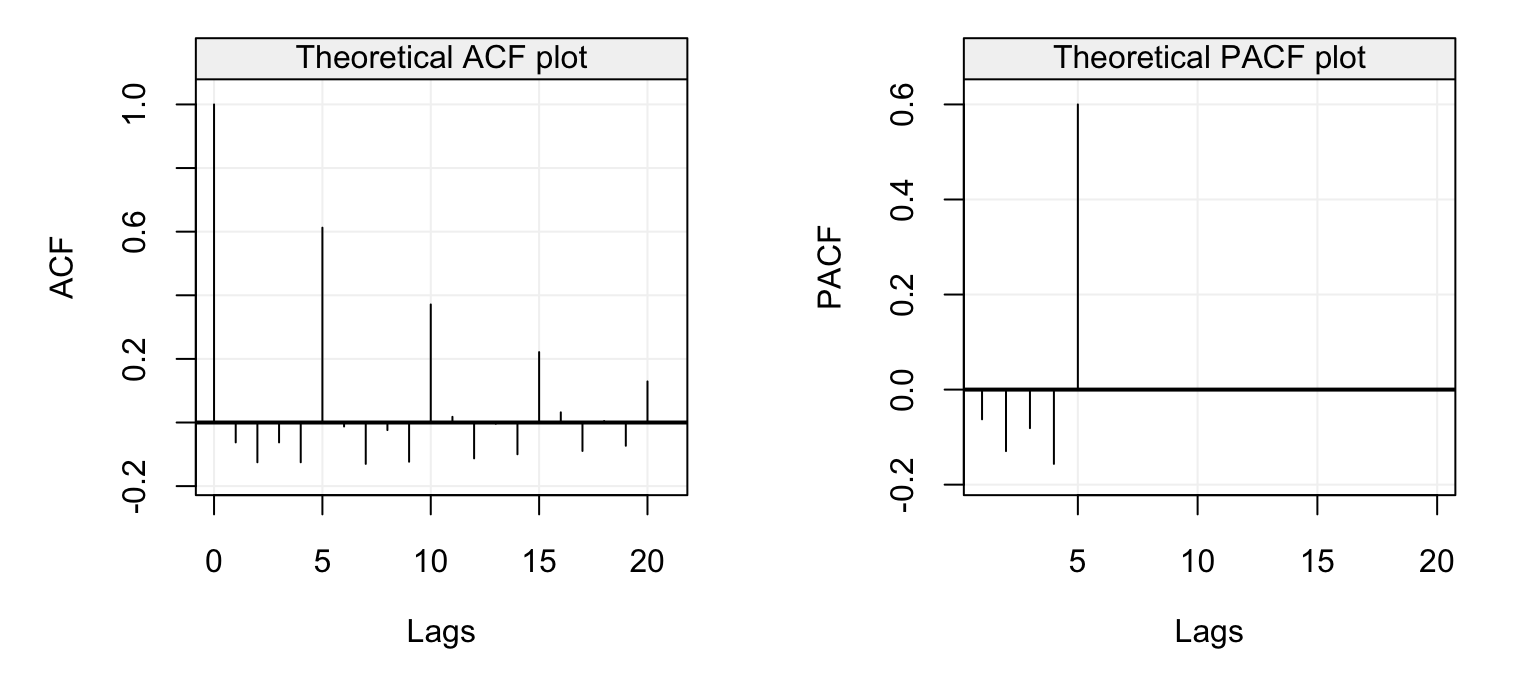 Theoretical ACF plot
ACF
1.0
0.6
0.2
-0.2
0 5 10 15 20
Lags
Theoretical PACF plot
PACF
0.6
0.4
0.2
0.0
-0.2
5 10 15 20
Lags